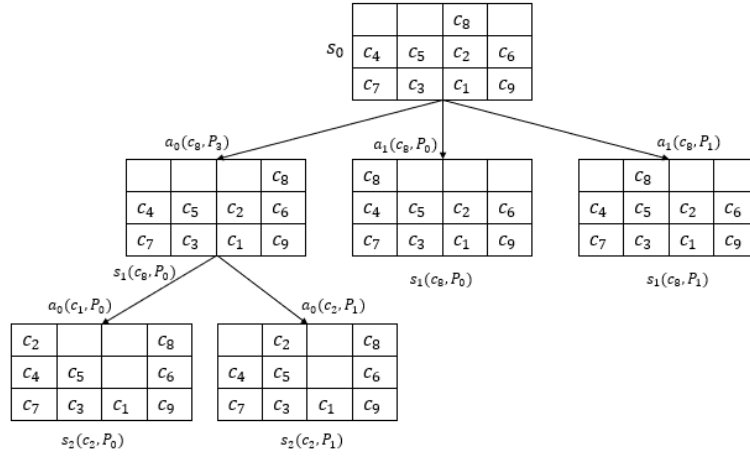 c₈
s₀ c₄ c₅ c₂ c₆
c₇ c₃ c₁ c₉
a₀(c₈, P₃) a₁(c₈, P₀) a₁(c₈, P₁)
c₈ c₈ c₈
c₄ c₅ c₂ c₆ c₄ c₅ c₂ c₆ c₄ c₅ c₂ c₆
c₇ c₃ c₁ c₉ c₇ c₃ c₁ c₉ c₇ c₃ c₁ c₉
s₁(c₈, P₀) s₁(c₈, P₀) s₁(c₈, P₁)
a₀(c₁, P₀) a₀(c₂, P₁)
c₂ c₈ c₂ c₈
c₄ c₅ c₆ c₄ c₅ c₆
c₇ c₃ c₁ c₉ c₇ c₃ c₁ c₉
s₂(c₂, P₀) s₂(c₂, P₁)